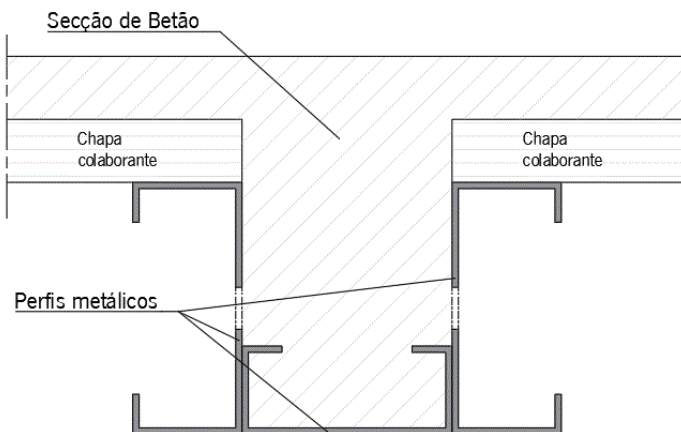 Secção de Betão
Chapa
colaborante
Chapa
colaborante
Perfis metálicos